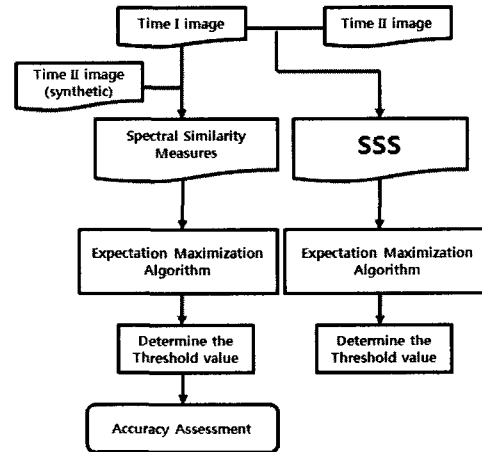 Time I image
Time II image
Time II image
(synthetic)
Spectral Similarity
Measures
SSS
Expectation Maximization
Algorithm
Expectation Maximization
Algorithm
Determine the
Threshold value
Determine the
Threshold value
Accuracy Assessment